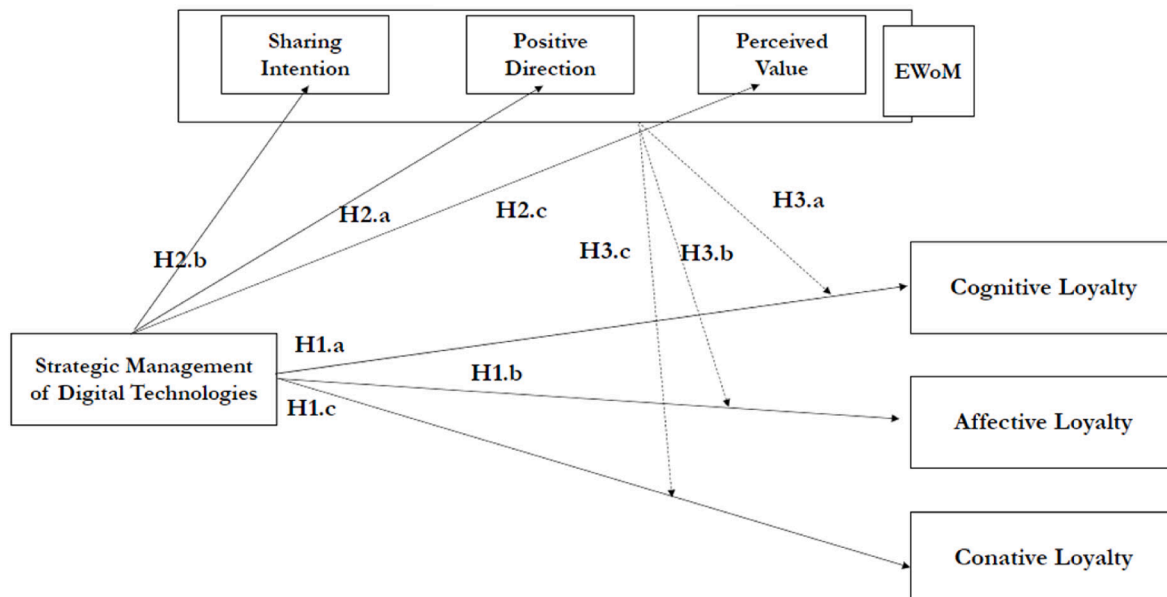 Sharing
Intention
Positive
Direction
Perceived
Value
EWoM
H3.a
H2.a
H2.c
H3.c
H3.b
H2.b
Cognitive Loyalty
H1.a
Strategic Management
of Digital Technologies
H1.b
H1.c
Affective Loyalty
Conative Loyalty